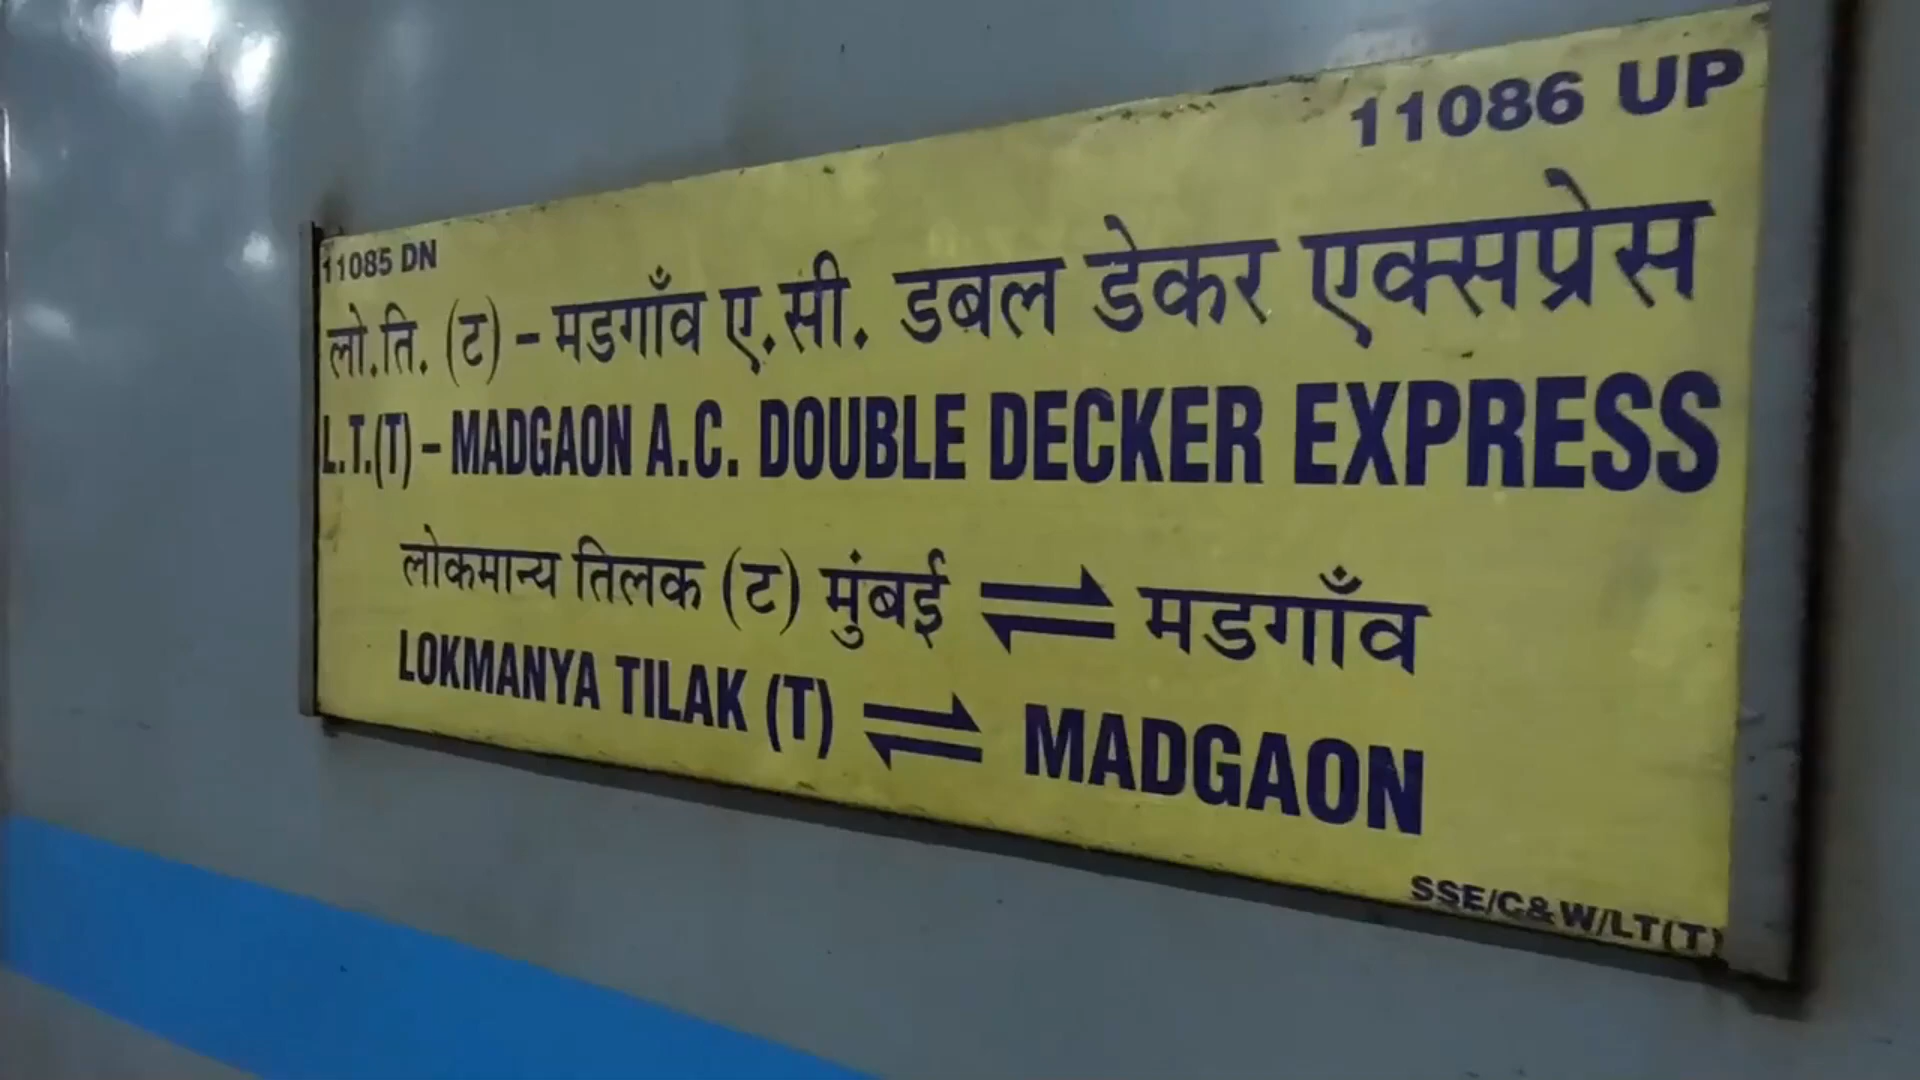 11086 UP
11085 DN
लो.ति. (ट) – मडगाँव ए.सी. डबल डेकर एक्सप्रेस
L.T.(T) – MADGAON A.C. DOUBLE DECKER EXPRESS
लोकमान्य तिलक (ट) मुंबई ⇌ मडगाँव
LOKMANYA TILAK (T) ⇌ MADGAON
SSE/C&W/LT(T)